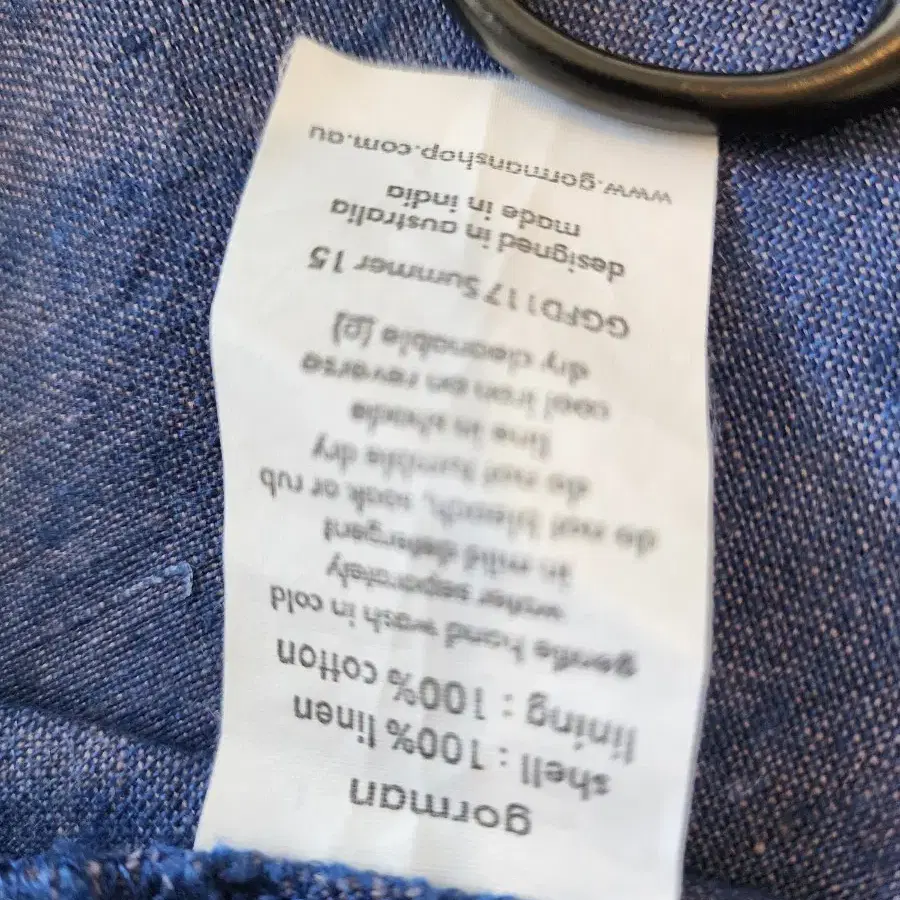 gorman
shell : 100% linen
lining : 100% cotton
gentle hand wash in cold
water separately
in mild detergent
do not bleach, soak or rub
do not tumble dry
line in shade
cool iron on reverse
dry cleanable (p)
GGFD117 Summer 15
designed in australia
made in india
www.gormanshop.com.au